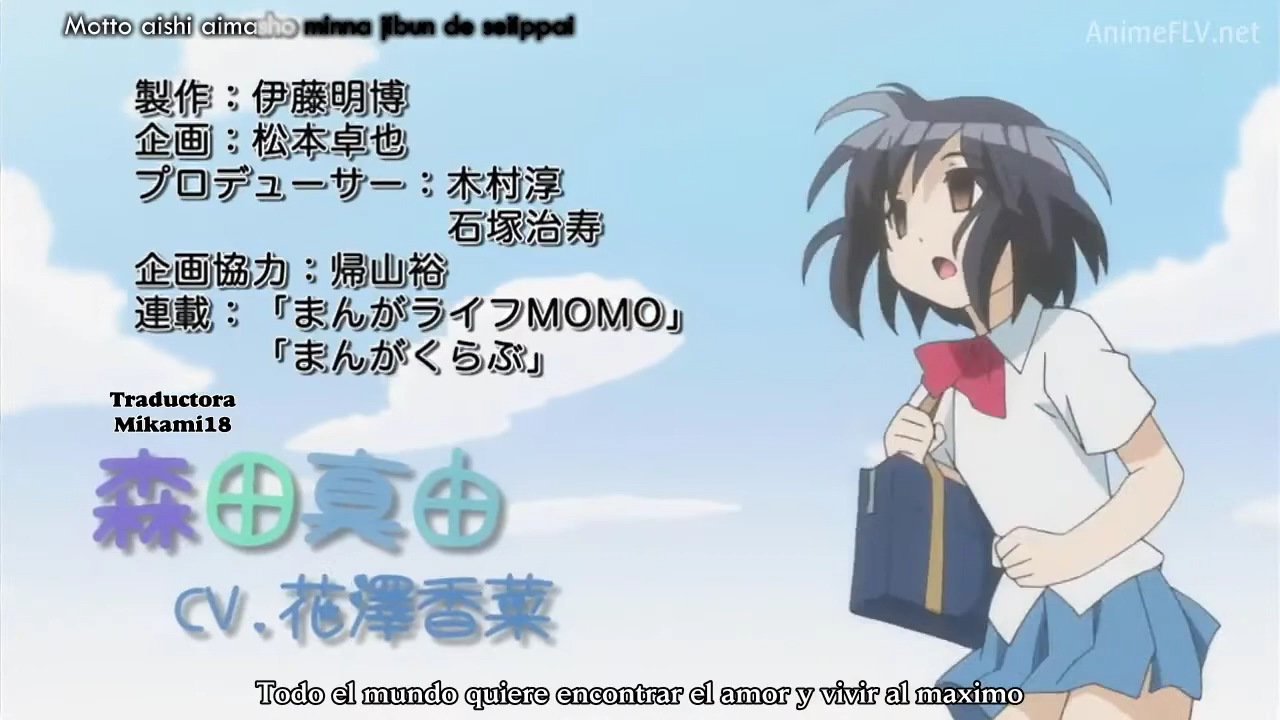 Motto aishi aimasho minna jibun de seiippai
AnimeFLV.net
製作：伊藤明博
企画：松本卓也
プロデューサー：木村淳
石塚治寿
企画協力：帰山裕
連載：「まんがライフMOMO」
「まんがくらぶ」
Traductora
Mikami18
森田真由
CV.花澤香菜
Todo el mundo quiere encontrar el amor y vivir al maximo